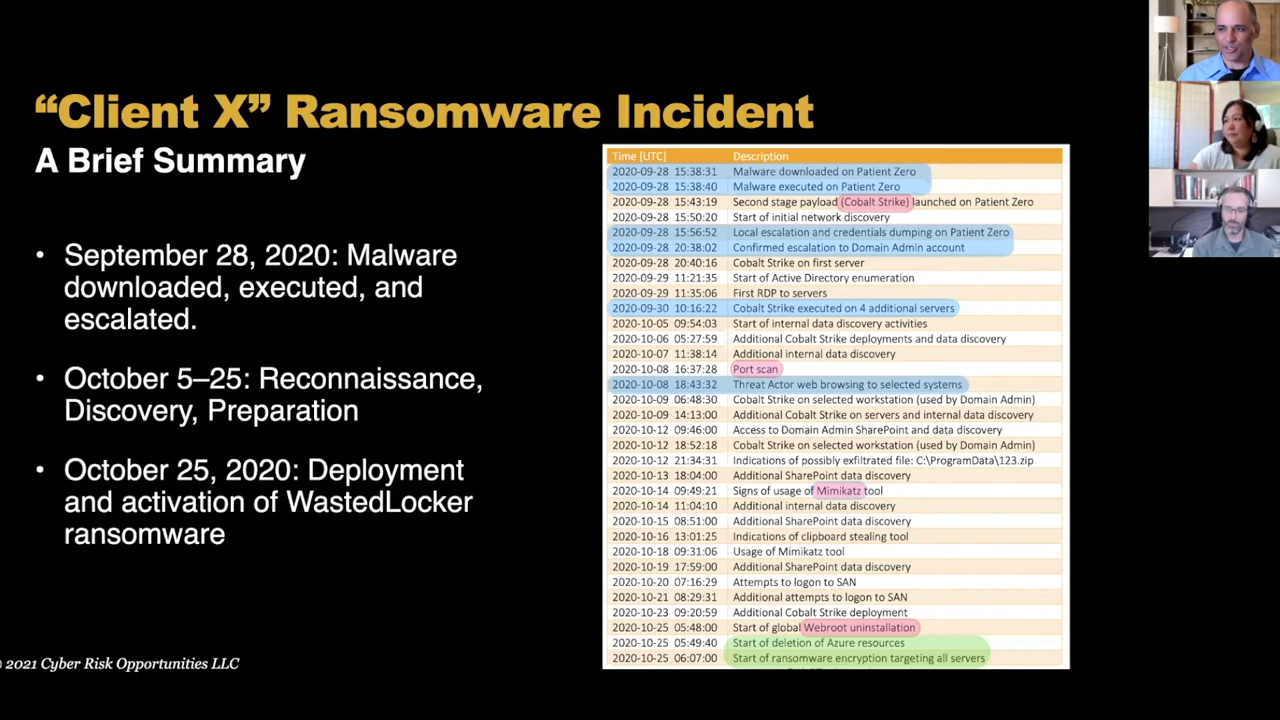 “Client X” Ransomware Incident
A Brief Summary
• September 28, 2020: Malware
downloaded, executed, and
escalated.
• October 5–25: Reconnaissance,
Discovery, Preparation
• October 25, 2020: Deployment
and activation of WastedLocker
ransomware
Time [UTC] Description
2020-09-28 15:38:31 Malware downloaded on Patient Zero
2020-09-28 15:38:40 Malware executed on Patient Zero
2020-09-28 15:43:19 Second stage payload (Cobalt Strike) launched on Patient Zero
2020-09-28 15:50:20 Start of initial network discovery
2020-09-28 15:56:52 Local escalation and credentials dumping on Patient Zero
2020-09-28 20:38:02 Confirmed escalation to Domain Admin account
2020-09-28 20:40:16 Cobalt Strike on first server
2020-09-29 11:21:35 Start of Active Directory enumeration
2020-09-29 11:35:06 First RDP to servers
2020-09-30 10:16:22 Cobalt Strike executed on 4 additional servers
2020-10-05 09:54:03 Start of internal data discovery activities
2020-10-06 05:27:59 Additional Cobalt Strike deployments and data discovery
2020-10-07 11:38:14 Additional internal data discovery
2020-10-08 16:37:28 Port scan
2020-10-08 18:43:32 Threat Actor web browsing to selected systems
2020-10-09 06:48:30 Cobalt Strike on selected workstation (used by Domain Admin)
2020-10-09 14:13:00 Additional Cobalt Strike on servers and internal data discovery
2020-10-12 09:46:00 Access to Domain Admin SharePoint and data discovery
2020-10-12 18:52:18 Cobalt Strike on selected workstation (used by Domain Admin)
2020-10-12 21:34:31 Indications of possibly exfiltrated file: C:\ProgramData\123.zip
2020-10-13 18:04:00 Additional SharePoint data discovery
2020-10-14 09:49:21 Signs of usage of Mimikatz tool
2020-10-14 11:04:10 Additional internal data discovery
2020-10-15 08:51:00 Additional SharePoint data discovery
2020-10-16 13:01:25 Indications of clipboard stealing tool
2020-10-18 09:31:06 Usage of Mimikatz tool
2020-10-19 17:59:00 Additional SharePoint data discovery
2020-10-20 07:16:29 Attempts to logon to SAN
2020-10-21 08:29:31 Additional attempts to logon to SAN
2020-10-23 09:20:59 Additional Cobalt Strike deployment
2020-10-25 05:48:00 Start of global Webroot uninstallation
2020-10-25 05:49:40 Start of deletion of Azure resources
2020-10-25 06:07:00 Start of ransomware encryption targeting all servers
2021 Cyber Risk Opportunities LLC